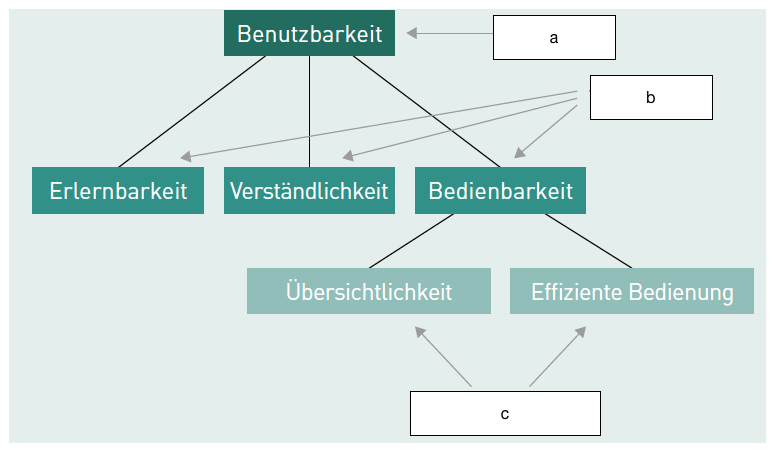 Benutzbarkeit
a
b
Erlernbarkeit
Verständlichkeit
Bedienbarkeit
Übersichtlichkeit
Effiziente Bedienung
c